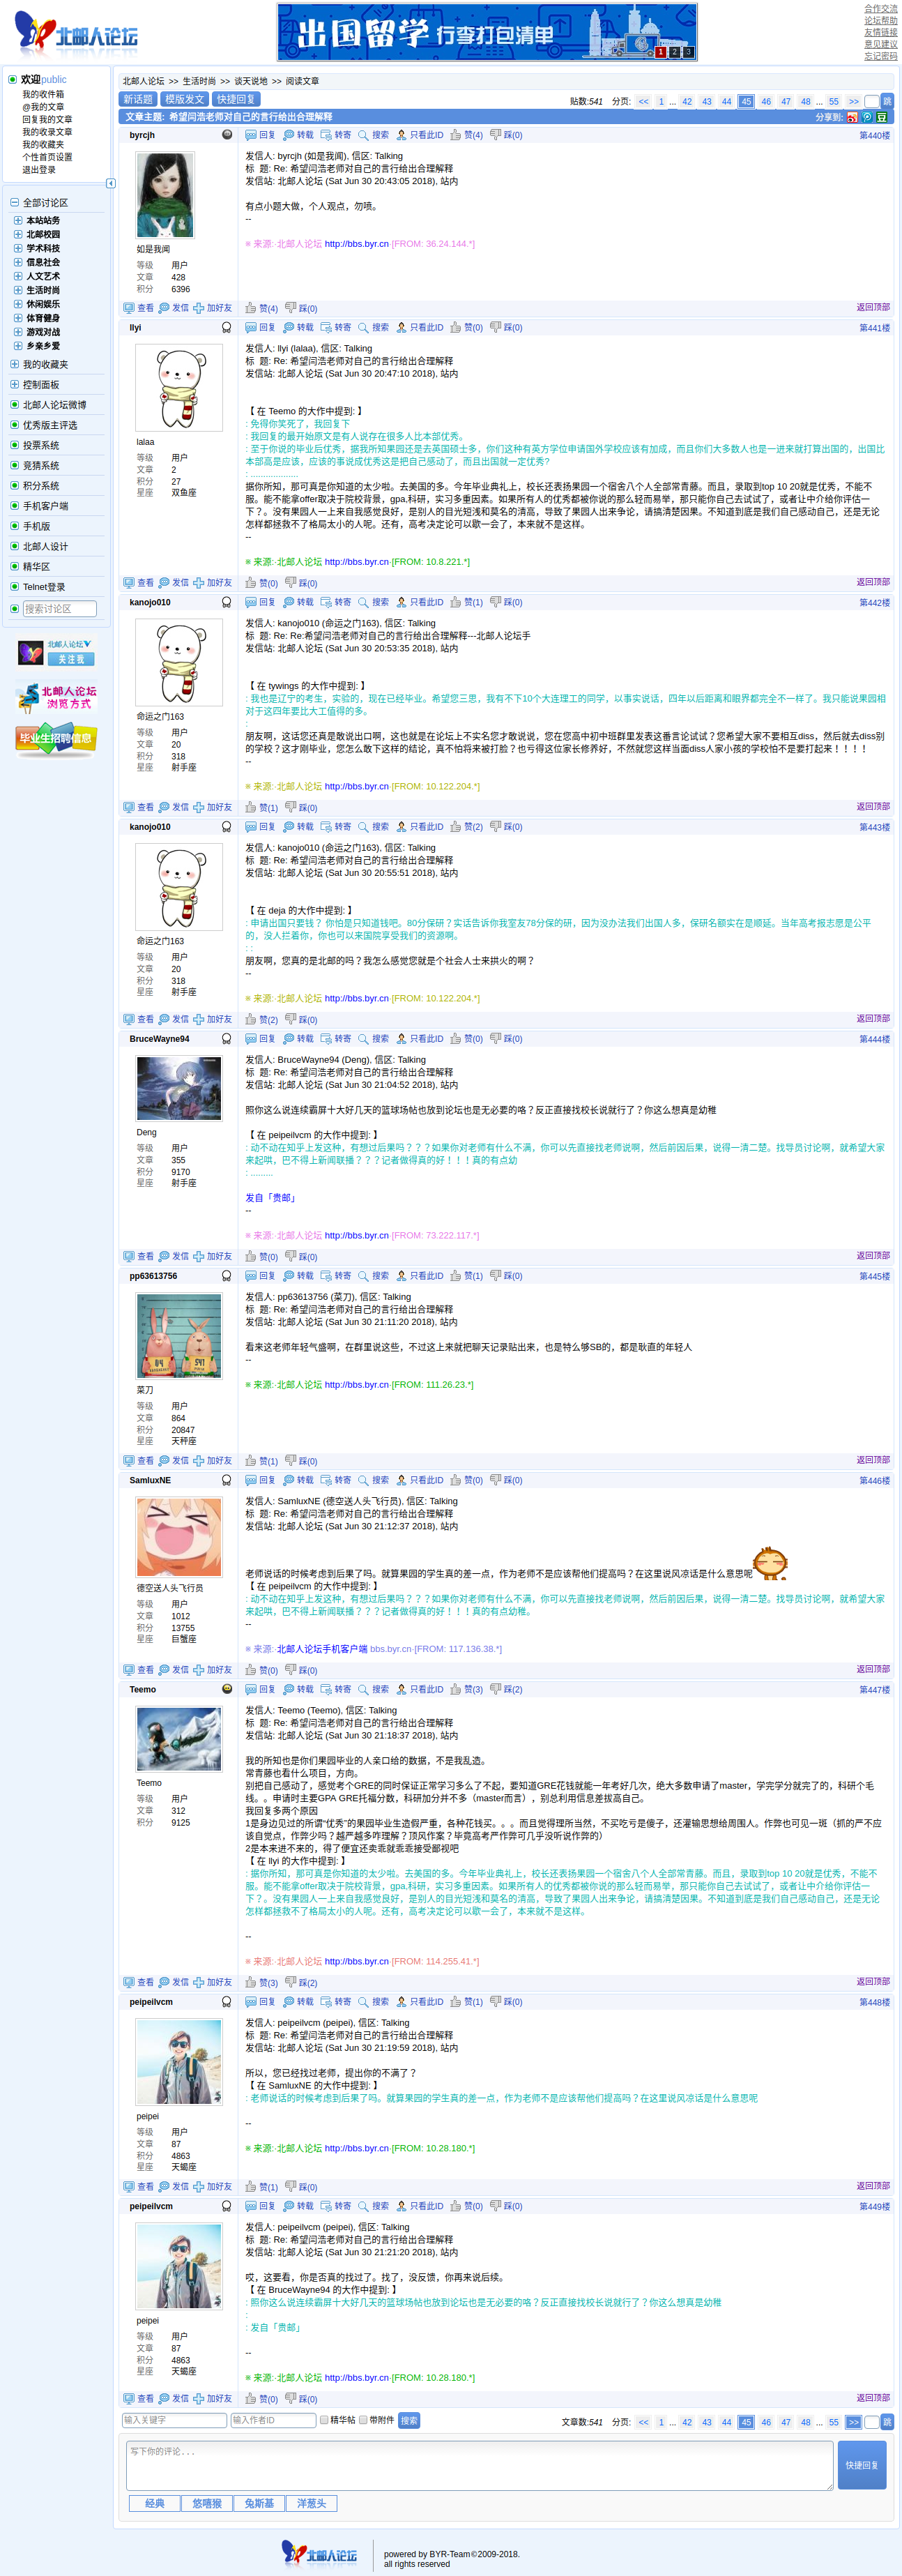 北邮人论坛
出国留学 行李打包清单
1 2 3
合作交流
论坛帮助
友情链接
意见建议
忘记密码
欢迎public
我的收件箱
@我的文章
回复我的文章
我的收录文章
我的收藏夹
个性首页设置
退出登录
全部讨论区
本站站务
北邮校园
学术科技
信息社会
人文艺术
生活时尚
休闲娱乐
体育健身
游戏对战
乡亲乡爱
我的收藏夹
控制面板
北邮人论坛微博
优秀版主评选
投票系统
竞猜系统
积分系统
手机客户端
手机版
北邮人设计
精华区
Telnet登录
搜索讨论区
北邮人论坛
关注我
北邮人论坛
浏览方式
毕业生招聘信息
北邮人论坛 >> 生活时尚 >> 谈天说地 >> 阅读文章
新话题 模版发文 快捷回复
贴数:541 分页: << 1 ... 42 43 44 45 46 47 48 ... 55 >> 跳
文章主题: 希望闫浩老师对自己的言行给出合理解释
分享到:
byrcjh
回复 转载 转寄 搜索 只看此ID 赞(4) 踩(0)
第440楼
如是我闻
等级 用户
文章 428
积分 6396
发信人: byrcjh (如是我闻), 信区: Talking
标 题: Re: 希望闫浩老师对自己的言行给出合理解释
发信站: 北邮人论坛 (Sat Jun 30 20:43:05 2018), 站内
有点小题大做，个人观点，勿喷。
--
※ 来源:·北邮人论坛 http://bbs.byr.cn·[FROM: 36.24.144.*]
查看 发信 加好友 赞(4) 踩(0) 返回顶部
llyi
回复 转载 转寄 搜索 只看此ID 赞(0) 踩(0)
第441楼
lalaa
等级 用户
文章 2
积分 27
星座 双鱼座
发信人: llyi (lalaa), 信区: Talking
标 题: Re: 希望闫浩老师对自己的言行给出合理解释
发信站: 北邮人论坛 (Sat Jun 30 20:47:10 2018), 站内
【 在 Teemo 的大作中提到: 】
: 免得你笑死了，我回复下
: 我回复的最开始原文是有人说存在很多人比本部优秀。
: 至于你说的毕业后优秀，据我所知果园还是去英国硕士多，你们这种有英方学位申请国外学校应该有加成，而且你们大多数人也是一进来就打算出国的，出国比本部高是应该，应该的事说成优秀这是把自己感动了，而且出国就一定优秀?
: ...................
据你所知，那可真是你知道的太少啦。去美国的多。今年毕业典礼上，校长还表扬果园一个宿舍八个人全部常青藤。而且，录取到top 10 20就是优秀，不能不服。能不能拿offer取决于院校背景，gpa,科研，实习多重因素。如果所有人的优秀都被你说的那么轻而易举，那只能你自己去试试了，或者让中介给你评估一下？。没有果园人一上来自我感觉良好，是别人的目光短浅和莫名的清高，导致了果园人出来争论，请搞清楚因果。不知道到底是我们自己感动自己，还是无论怎样都拯救不了格局太小的人呢。还有，高考决定论可以歇一会了，本来就不是这样。
--
※ 来源:·北邮人论坛 http://bbs.byr.cn·[FROM: 10.8.221.*]
查看 发信 加好友 赞(0) 踩(0) 返回顶部
kanojo010
回复 转载 转寄 搜索 只看此ID 赞(1) 踩(0)
第442楼
命运之门163
等级 用户
文章 20
积分 318
星座 射手座
发信人: kanojo010 (命运之门163), 信区: Talking
标 题: Re: Re:希望闫浩老师对自己的言行给出合理解释---北邮人论坛手
发信站: 北邮人论坛 (Sat Jun 30 20:53:35 2018), 站内
【 在 tywings 的大作中提到: 】
: 我也是辽宁的考生，实验的，现在已经毕业。希望您三思，我有不下10个大连理工的同学，以事实说话，四年以后距离和眼界都完全不一样了。我只能说果园相对于这四年要比大工值得的多。
:
朋友啊，这话您还真是敢说出口啊，这也就是在论坛上不实名您才敢说说，您在您高中初中班群里发表这番言论试试？您希望大家不要相互diss，然后就去diss别的学校？这才刚毕业，您怎么敢下这样的结论，真不怕将来被打脸？也亏得这位家长修养好，不然就您这样当面diss人家小孩的学校怕不是要打起来！！！！
--
※ 来源:·北邮人论坛 http://bbs.byr.cn·[FROM: 10.122.204.*]
查看 发信 加好友 赞(1) 踩(0) 返回顶部
kanojo010
回复 转载 转寄 搜索 只看此ID 赞(2) 踩(0)
第443楼
命运之门163
等级 用户
文章 20
积分 318
星座 射手座
发信人: kanojo010 (命运之门163), 信区: Talking
标 题: Re: 希望闫浩老师对自己的言行给出合理解释
发信站: 北邮人论坛 (Sat Jun 30 20:55:51 2018), 站内
【 在 deja 的大作中提到: 】
: 申请出国只要钱？ 你怕是只知道钱吧。80分保研？实话告诉你我室友78分保的研，因为没办法我们出国人多，保研名额实在是顺延。当年高考报志愿是公平的，没人拦着你，你也可以来国院享受我们的资源啊。
: :
朋友啊，您真的是北邮的吗？我怎么感觉您就是个社会人士来拱火的啊？
--
※ 来源:·北邮人论坛 http://bbs.byr.cn·[FROM: 10.122.204.*]
查看 发信 加好友 赞(2) 踩(0) 返回顶部
BruceWayne94
回复 转载 转寄 搜索 只看此ID 赞(0) 踩(0)
第444楼
Deng
等级 用户
文章 355
积分 9170
星座 射手座
发信人: BruceWayne94 (Deng), 信区: Talking
标 题: Re: 希望闫浩老师对自己的言行给出合理解释
发信站: 北邮人论坛 (Sat Jun 30 21:04:52 2018), 站内
照你这么说连续霸屏十大好几天的篮球场帖也放到论坛也是无必要的咯？反正直接找校长说就行了？你这么想真是幼稚
【 在 peipeilvcm 的大作中提到: 】
: 动不动在知乎上发这种，有想过后果吗？？？如果你对老师有什么不满，你可以先直接找老师说啊，然后前因后果，说得一清二楚。找导员讨论啊，就希望大家来起哄，巴不得上新闻联播？？？记者做得真的好！！！真的有点幼
: .........
发自「贵邮」
--
※ 来源:·北邮人论坛 http://bbs.byr.cn·[FROM: 73.222.117.*]
查看 发信 加好友 赞(0) 踩(0) 返回顶部
pp63613756
回复 转载 转寄 搜索 只看此ID 赞(1) 踩(0)
第445楼
菜刀
等级 用户
文章 864
积分 20847
星座 天秤座
发信人: pp63613756 (菜刀), 信区: Talking
标 题: Re: 希望闫浩老师对自己的言行给出合理解释
发信站: 北邮人论坛 (Sat Jun 30 21:11:20 2018), 站内
看来这老师年轻气盛啊，在群里说这些，不过这上来就把聊天记录贴出来，也是特么够SB的，都是耿直的年轻人
--
※ 来源:·北邮人论坛 http://bbs.byr.cn·[FROM: 111.26.23.*]
查看 发信 加好友 赞(1) 踩(0) 返回顶部
SamluxNE
回复 转载 转寄 搜索 只看此ID 赞(0) 踩(0)
第446楼
德空送人头飞行员
等级 用户
文章 1012
积分 13755
星座 巨蟹座
发信人: SamluxNE (德空送人头飞行员), 信区: Talking
标 题: Re: 希望闫浩老师对自己的言行给出合理解释
发信站: 北邮人论坛 (Sat Jun 30 21:12:37 2018), 站内
老师说话的时候考虑到后果了吗。就算果园的学生真的差一点，作为老师不是应该帮他们提高吗？在这里说风凉话是什么意思呢
【 在 peipeilvcm 的大作中提到: 】
: 动不动在知乎上发这种，有想过后果吗？？？如果你对老师有什么不满，你可以先直接找老师说啊，然后前因后果，说得一清二楚。找导员讨论啊，就希望大家来起哄，巴不得上新闻联播？？？记者做得真的好！！！真的有点幼稚。
--
※ 来源:·北邮人论坛手机客户端 bbs.byr.cn·[FROM: 117.136.38.*]
查看 发信 加好友 赞(0) 踩(0) 返回顶部
Teemo
回复 转载 转寄 搜索 只看此ID 赞(3) 踩(2)
第447楼
Teemo
等级 用户
文章 312
积分 9125
发信人: Teemo (Teemo), 信区: Talking
标 题: Re: 希望闫浩老师对自己的言行给出合理解释
发信站: 北邮人论坛 (Sat Jun 30 21:18:37 2018), 站内
我的所知也是你们果园毕业的人亲口给的数据，不是我乱造。
常青藤也看什么项目，方向。
别把自己感动了，感觉考个GRE的同时保证正常学习多么了不起，要知道GRE花钱就能一年考好几次，绝大多数申请了master，学完学分就完了的，科研个毛线。。申请时主要GPA GRE托福分数，科研加分并不多（master而言），别总利用信息差拔高自己。
我回复多两个原因
1是身边见过的所谓“优秀”的果园毕业生造假严重，各种花钱买。。。而且觉得理所当然，不买吃亏是傻子，还灌输思想给周围人。作弊也可见一斑（抓的严不应该自觉点，作弊少吗？越严越多咋理解？顶风作案？毕竟高考严作弊可几乎没听说作弊的）
2是本来进不来的，得了便宜还卖乖就乖乖接受鄙视吧
【 在 llyi 的大作中提到: 】
: 据你所知，那可真是你知道的太少啦。去美国的多。今年毕业典礼上，校长还表扬果园一个宿舍八个人全部常青藤。而且，录取到top 10 20就是优秀，不能不服。能不能拿offer取决于院校背景，gpa,科研，实习多重因素。如果所有人的优秀都被你说的那么轻而易举，那只能你自己去试试了，或者让中介给你评估一下？。没有果园人一上来自我感觉良好，是别人的目光短浅和莫名的清高，导致了果园人出来争论，请搞清楚因果。不知道到底是我们自己感动自己，还是无论怎样都拯救不了格局太小的人呢。还有，高考决定论可以歇一会了，本来就不是这样。
--
※ 来源:·北邮人论坛 http://bbs.byr.cn·[FROM: 114.255.41.*]
查看 发信 加好友 赞(3) 踩(2) 返回顶部
peipeilvcm
回复 转载 转寄 搜索 只看此ID 赞(1) 踩(0)
第448楼
peipei
等级 用户
文章 87
积分 4863
星座 天蝎座
发信人: peipeilvcm (peipei), 信区: Talking
标 题: Re: 希望闫浩老师对自己的言行给出合理解释
发信站: 北邮人论坛 (Sat Jun 30 21:19:59 2018), 站内
所以，您已经找过老师，提出你的不满了？
【 在 SamluxNE 的大作中提到: 】
: 老师说话的时候考虑到后果了吗。就算果园的学生真的差一点，作为老师不是应该帮他们提高吗？在这里说风凉话是什么意思呢
--
※ 来源:·北邮人论坛 http://bbs.byr.cn·[FROM: 10.28.180.*]
查看 发信 加好友 赞(1) 踩(0) 返回顶部
peipeilvcm
回复 转载 转寄 搜索 只看此ID 赞(0) 踩(0)
第449楼
peipei
等级 用户
文章 87
积分 4863
星座 天蝎座
发信人: peipeilvcm (peipei), 信区: Talking
标 题: Re: 希望闫浩老师对自己的言行给出合理解释
发信站: 北邮人论坛 (Sat Jun 30 21:21:20 2018), 站内
哎，这要看，你是否真的找过了。找了，没反馈，你再来说后续。
【 在 BruceWayne94 的大作中提到: 】
: 照你这么说连续霸屏十大好几天的篮球场帖也放到论坛也是无必要的咯？反正直接找校长说就行了？你这么想真是幼稚
:
: 发自「贵邮」
--
※ 来源:·北邮人论坛 http://bbs.byr.cn·[FROM: 10.28.180.*]
查看 发信 加好友 赞(0) 踩(0) 返回顶部
输入关键字 输入作者ID 精华帖 带附件 搜索
文章数:541 分页: << 1 ... 42 43 44 45 46 47 48 ... 55 >> 跳
写下你的评论...
快捷回复
经典 悠嘻猴 兔斯基 洋葱头
北邮人论坛
powered by BYR-Team©2009-2018.
all rights reserved